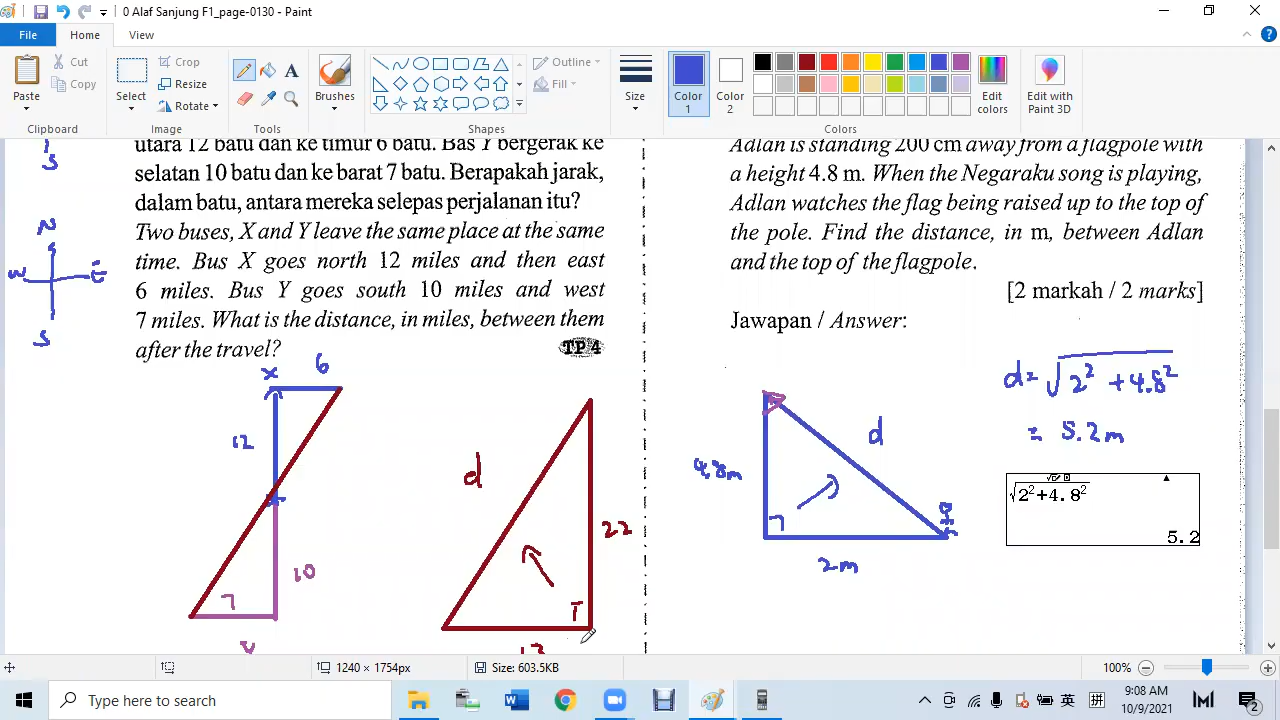 0 Alaf Sanjung F1_page-0130 - Paint
File
Home
View
Paste
Cut
Copy
Clipboard
Select
Crop
Resize
Rotate
Image
Tools
Brushes
Outline
Fill
Shapes
Size
Color
1
Color
2
Edit
colors
Edit with
Paint 3D
Colors
utara 12 batu dan ke timur 6 batu. Bas Y bergerak ke
selatan 10 batu dan ke barat 7 batu. Berapakah jarak,
dalam batu, antara mereka selepas perjalanan itu?
Two buses, X and Y leave the same place at the same
time. Bus X goes north 12 miles and then east
6 miles. Bus Y goes south 10 miles and west
7 miles. What is the distance, in miles, between them
after the travel?
TP 4
S
N
W
E
S
x
6
12
10
7
d
22
13
Adlan is standing 200 cm away from a flagpole with
a height 4.8 m. When the Negaraku song is playing,
Adlan watches the flag being raised up to the top of
the pole. Find the distance, in m, between Adlan
and the top of the flagpole.
[2 markah / 2 marks]
Jawapan / Answer:
d = √2² + 4.8²
= 5.2m
4.8m
d
2m
√2²+4.8²
5.2
1240 × 1754px
Size: 603.5KB
100%
Type here to search
英
拼
9:08 AM
10/9/2021
2